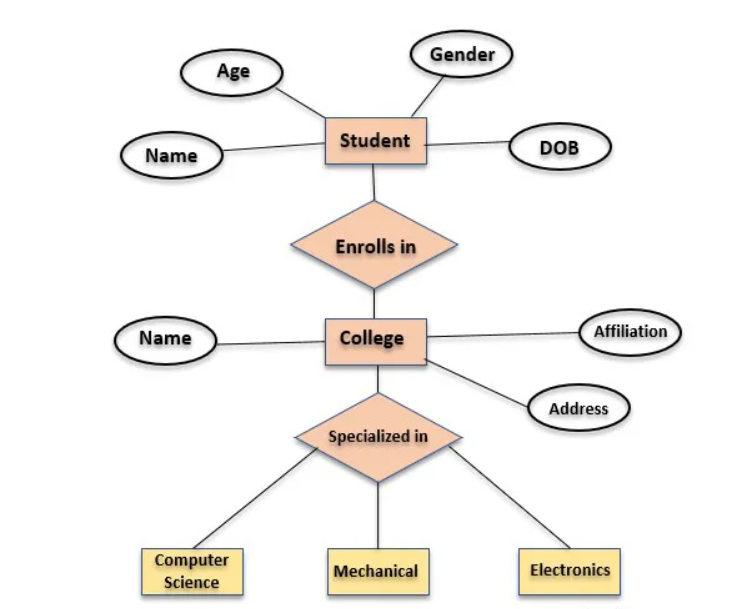 Gender
Age
Student
Name
DOB
Enrolls in
Name
College
Affiliation
Address
Specialized in
Computer
Science
Mechanical
Electronics